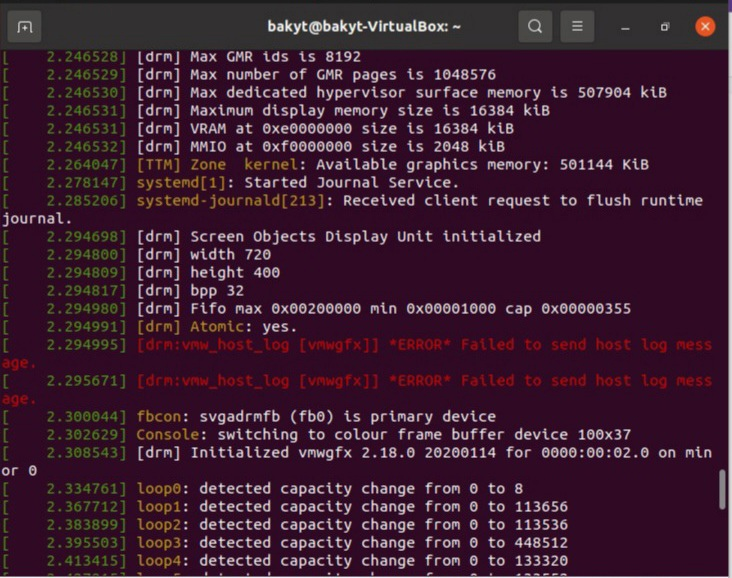 bakyt@bakyt-VirtualBox: ~
[    2.246528] [drm] Max GMR ids is 8192
[    2.246529] [drm] Max number of GMR pages is 1048576
[    2.246530] [drm] Max dedicated hypervisor surface memory is 507904 kiB
[    2.246531] [drm] Maximum display memory size is 16384 kiB
[    2.246531] [drm] VRAM at 0xe0000000 size is 16384 kiB
[    2.246532] [drm] MMIO at 0xf0000000 size is 2048 kiB
[    2.264047] [TTM] Zone  kernel: Available graphics memory: 501144 KiB
[    2.278147] systemd[1]: Started Journal Service.
[    2.285206] systemd-journald[213]: Received client request to flush runtime
journal.
[    2.294698] [drm] Screen Objects Display Unit initialized
[    2.294800] [drm] width 720
[    2.294809] [drm] height 400
[    2.294817] [drm] bpp 32
[    2.294980] [drm] Fifo max 0x00200000 min 0x00001000 cap 0x00000355
[    2.294991] [drm] Atomic: yes.
[    2.294995] [drm:vmw_host_log [vmwgfx]] *ERROR* Failed to send host log mess
age.
[    2.295671] [drm:vmw_host_log [vmwgfx]] *ERROR* Failed to send host log mess
age.
[    2.300044] fbcon: svgadrmfb (fb0) is primary device
[    2.302629] Console: switching to colour frame buffer device 100x37
[    2.308543] [drm] Initialized vmwgfx 2.18.0 20200114 for 0000:00:02.0 on min
or 0
[    2.334761] loop0: detected capacity change from 0 to 8
[    2.367712] loop1: detected capacity change from 0 to 113656
[    2.383899] loop2: detected capacity change from 0 to 113536
[    2.395503] loop3: detected capacity change from 0 to 448512
[    2.413415] loop4: detected capacity change from 0 to 133320